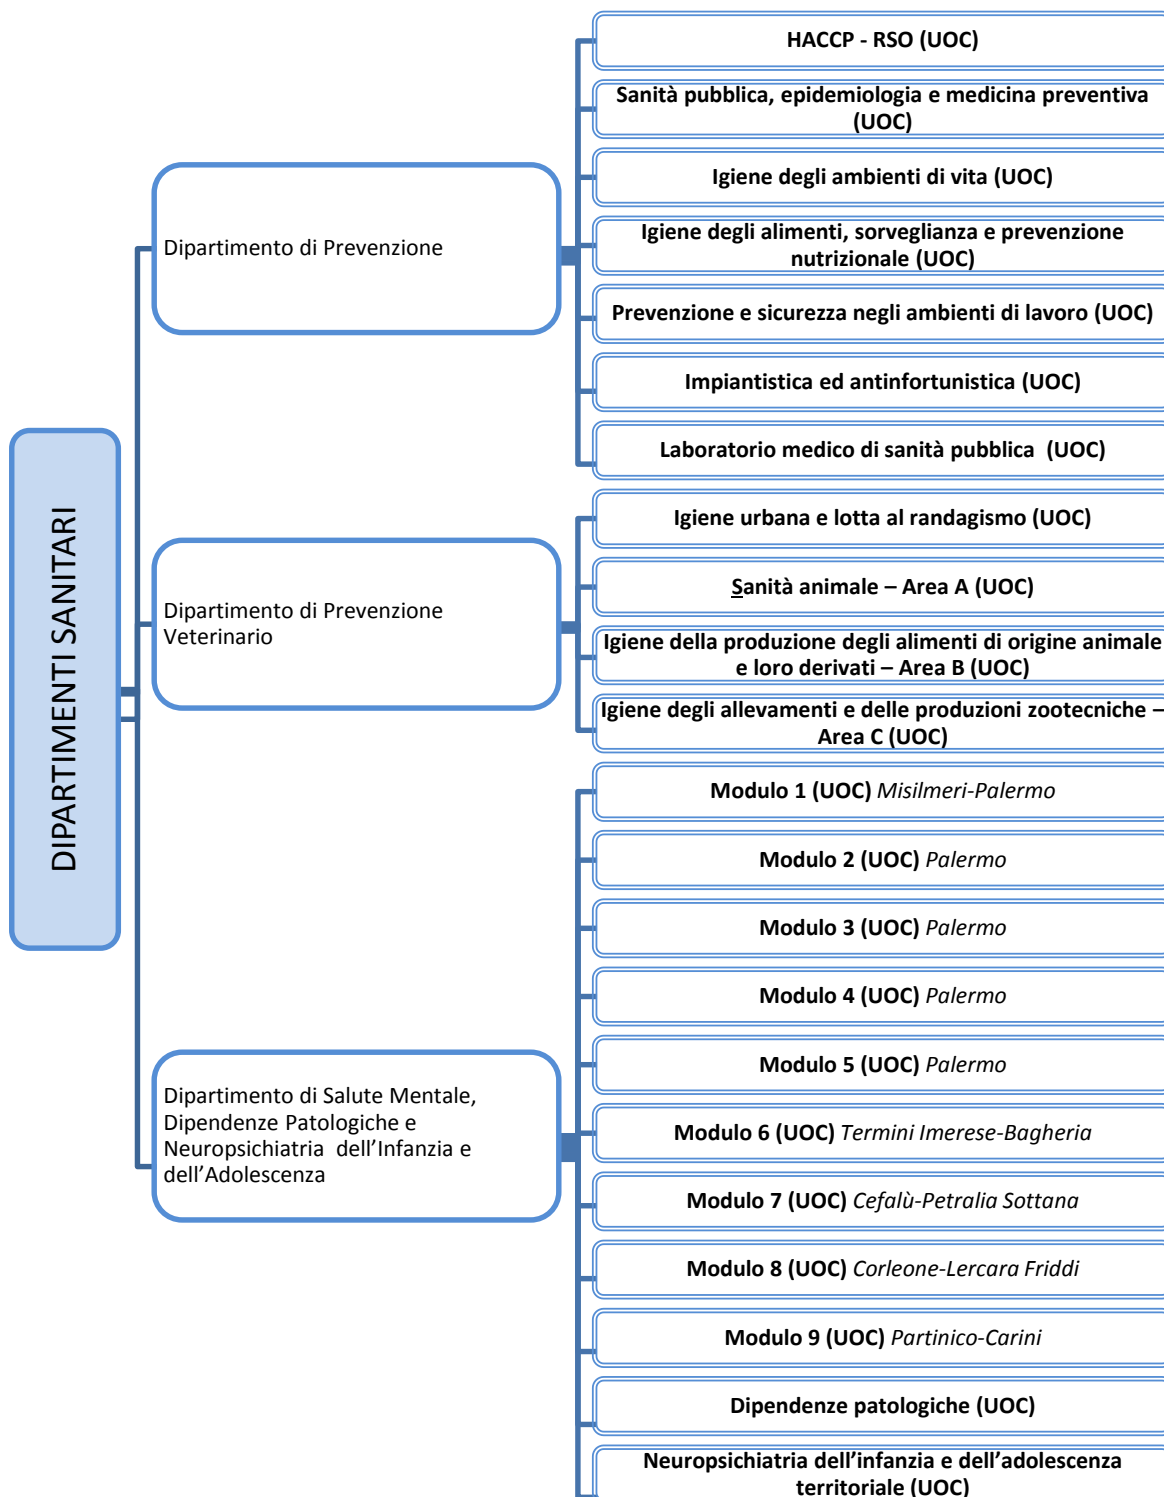 DIPARTIMENTI SANITARI
Dipartimento di Prevenzione
HACCP - RSO (UOC)
Sanità pubblica, epidemiologia e medicina preventiva
(UOC)
Igiene degli ambienti di vita (UOC)
Igiene degli alimenti, sorveglianza e prevenzione
nutrizionale (UOC)
Prevenzione e sicurezza negli ambienti di lavoro (UOC)
Impiantistica ed antinfortunistica (UOC)
Laboratorio medico di sanità pubblica (UOC)
Dipartimento di Prevenzione
Veterinario
Igiene urbana e lotta al randagismo (UOC)
Sanità animale – Area A (UOC)
Igiene della produzione degli alimenti di origine animale
e loro derivati – Area B (UOC)
Igiene degli allevamenti e delle produzioni zootecniche –
Area C (UOC)
Dipartimento di Salute Mentale,
Dipendenze Patologiche e
Neuropsichiatria dell’Infanzia e
dell’Adolescenza
Modulo 1 (UOC) Misilmeri-Palermo
Modulo 2 (UOC) Palermo
Modulo 3 (UOC) Palermo
Modulo 4 (UOC) Palermo
Modulo 5 (UOC) Palermo
Modulo 6 (UOC) Termini Imerese-Bagheria
Modulo 7 (UOC) Cefalù-Petralia Sottana
Modulo 8 (UOC) Corleone-Lercara Friddi
Modulo 9 (UOC) Partinico-Carini
Dipendenze patologiche (UOC)
Neuropsichiatria dell’infanzia e dell’adolescenza
territoriale (UOC)